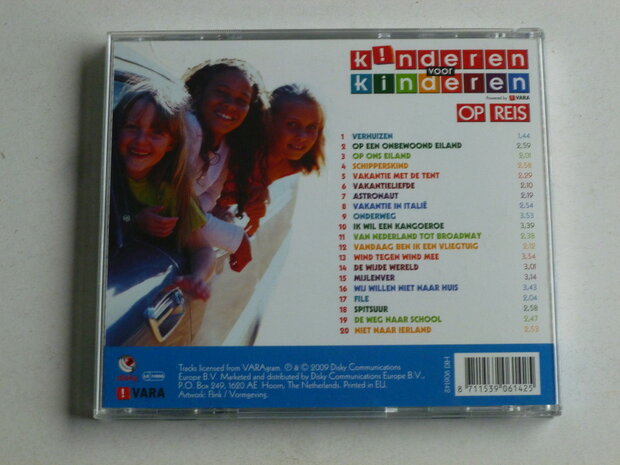 k!nderen
voor
kinderen
Powered by VARA
OP REIS
1 VERHUIZEN 1.44
2 OP EEN ONBEWOOND EILAND 2.59
3 OP ONS EILAND 2.01
4 SCHIPPERSKIND 2.58
5 VAKANTIE MET DE TENT 2.29
6 VAKANTIELIEFDE 2.10
7 ASTRONAUT 2.19
8 VAKANTIE IN ITALIË 2.54
9 ONDERWEG 3.53
10 IK WIL EEN KANGOEROE 3.39
11 VAN NEDERLAND TOT BROADWAY 2.38
12 VANDAAG BEN IK EEN VLIEGTUIG 2.12
13 WIND TEGEN WIND MEE 3.54
14 DE WIJDE WERELD 3.01
15 MIJLENVER 3.14
16 WIJ WILLEN NIET NAAR HUIS 3.43
17 FILE 2.04
18 SPITSUUR 2.58
19 DE WEG NAAR SCHOOL 2.47
20 NIET NAAR IERLAND 2.53
Tracks licensed from VARAgram. ℗ & © 2009 Disky Communications
Europe B.V. Marketed and distributed by Disky Communications Europe B.V.,
P.O. Box 249, 1620 AE Hoorn, The Netherlands. Printed in EU.
Artwork: Flink / Vormgeving.
! VARA
8 711539 061425